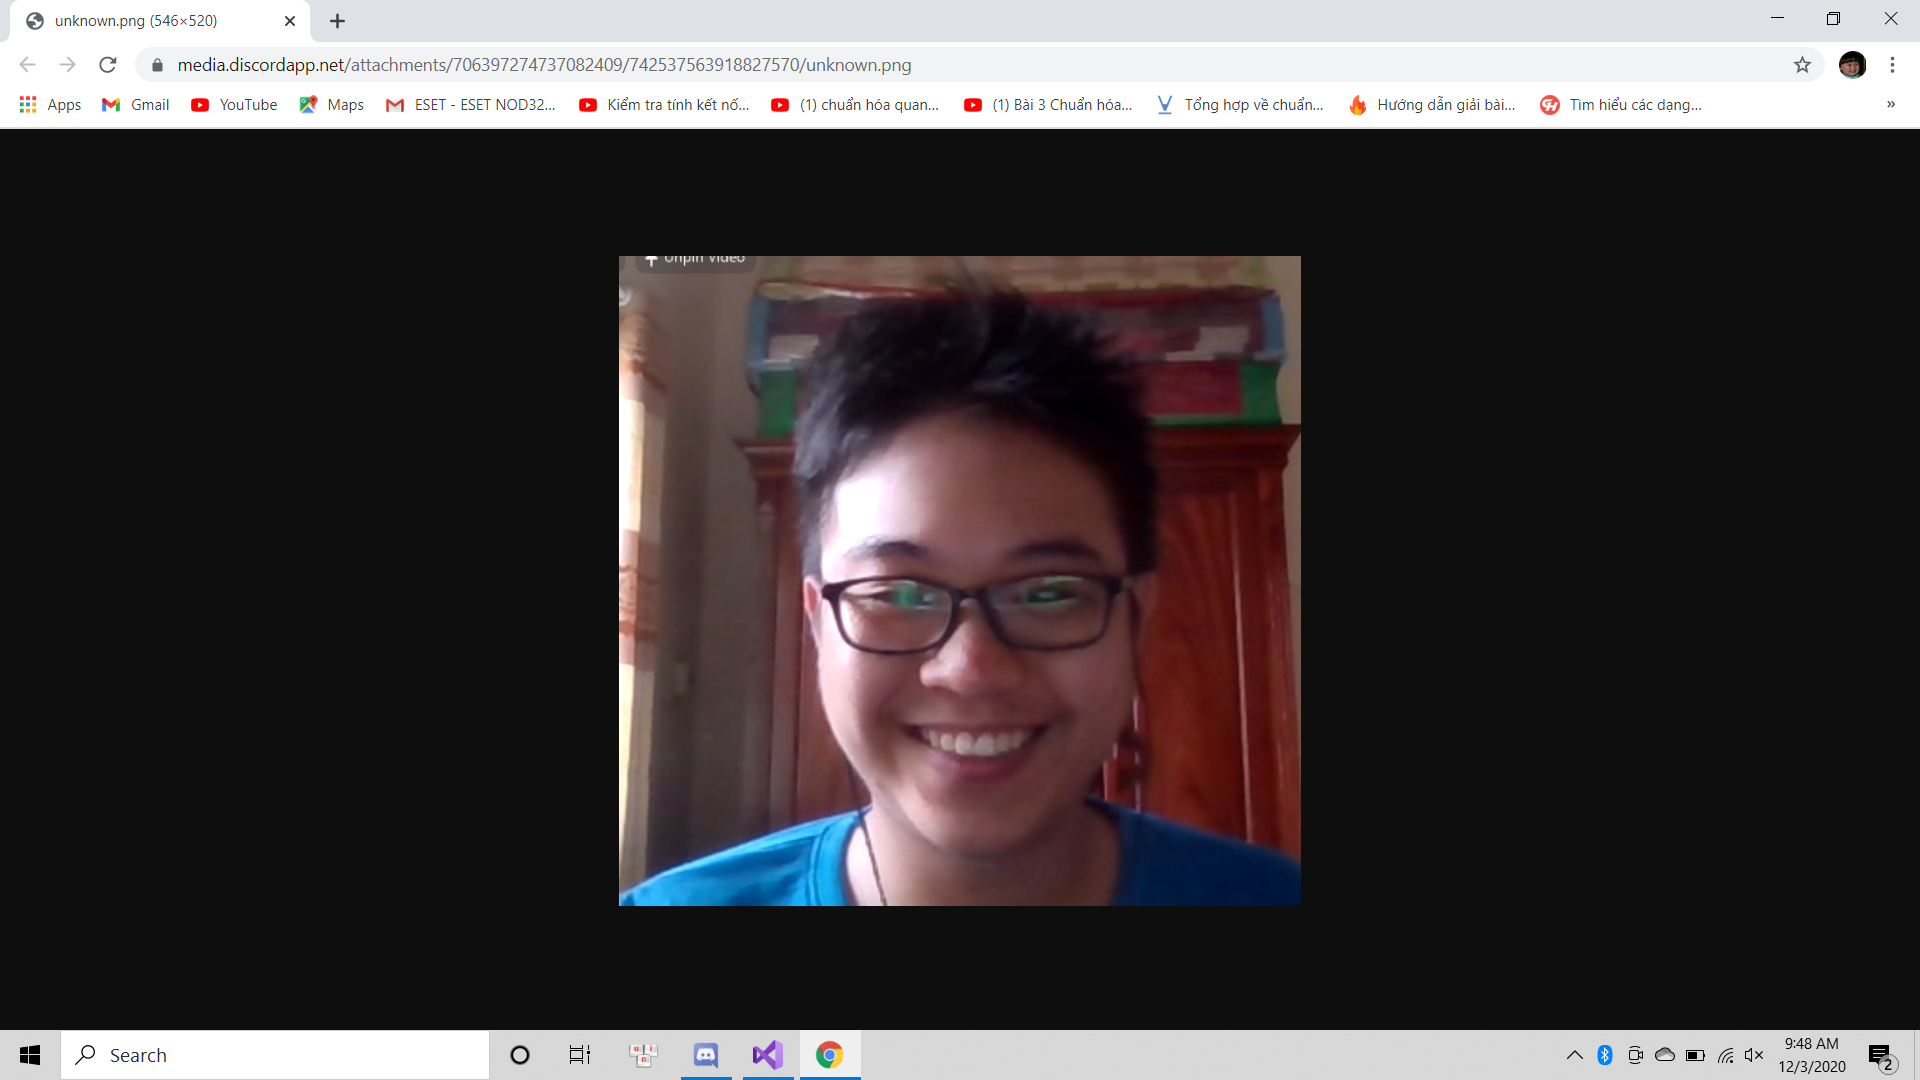 unknown.png (546×520)
media.discordapp.net/attachments/706397274737082409/742537563918827570/unknown.png
Apps Gmail YouTube Maps ESET - ESET NOD32... Kiểm tra tính kết nố... (1) chuẩn hóa quan... (1) Bài 3 Chuẩn hóa... Tổng hợp về chuẩn... Hướng dẫn giải bài... Tìm hiểu các dạng... »
Unpin Video
Search
9:48 AM
12/3/2020
2